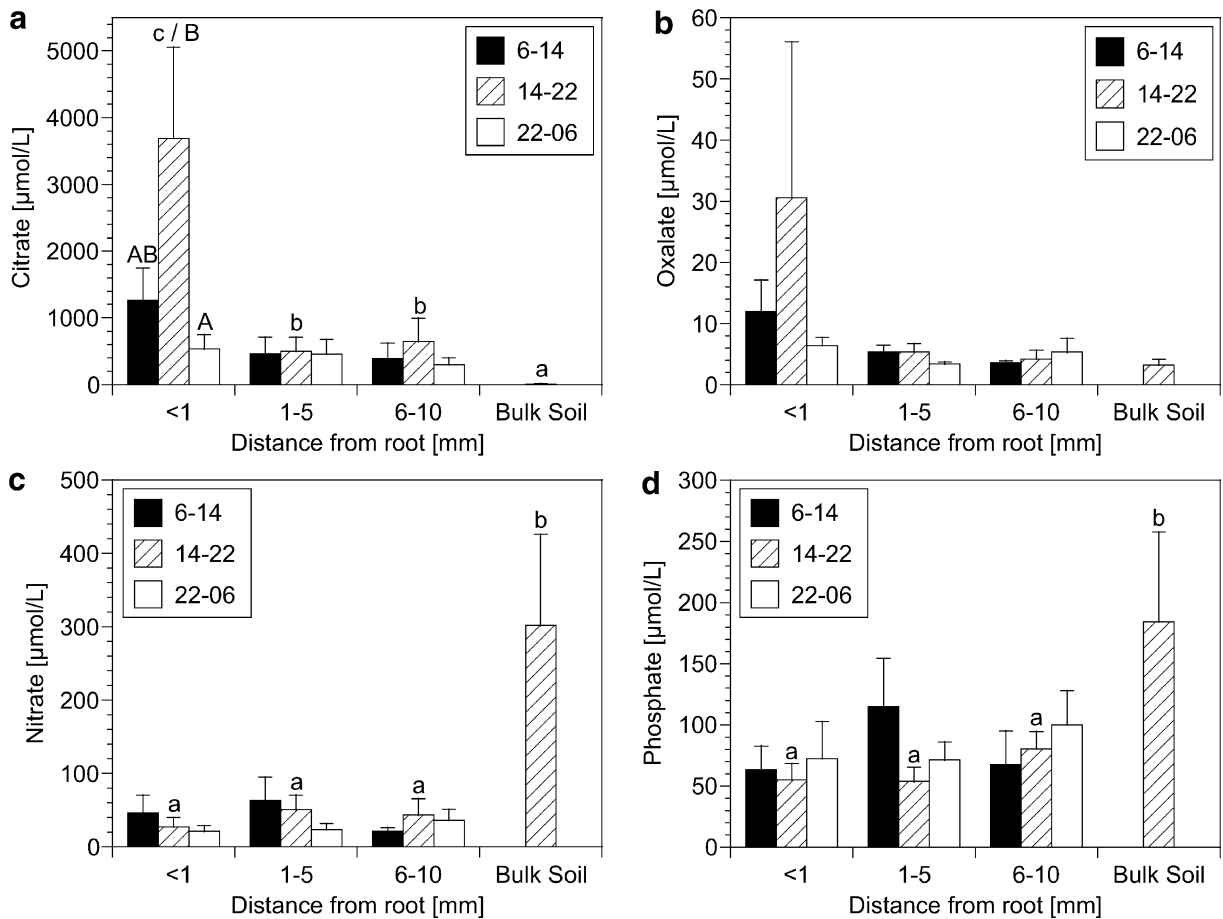 a
Citrate [µmol/L]
5000
4000
3000
2000
1000
0
6-14
14-22
22-06
AB
c / B
A
b
b
a
<1
1-5
6-10
Bulk Soil
Distance from root [mm]
b
Oxalate [µmol/L]
60
50
40
30
20
10
0
6-14
14-22
22-06
<1
1-5
6-10
Bulk Soil
Distance from root [mm]
c
Nitrate [µmol/L]
500
400
300
200
100
0
6-14
14-22
22-06
a
a
a
b
<1
1-5
6-10
Bulk Soil
Distance from root [mm]
d
Phosphate [µmol/L]
300
250
200
150
100
50
0
6-14
14-22
22-06
a
a
a
b
<1
1-5
6-10
Bulk Soil
Distance from root [mm]